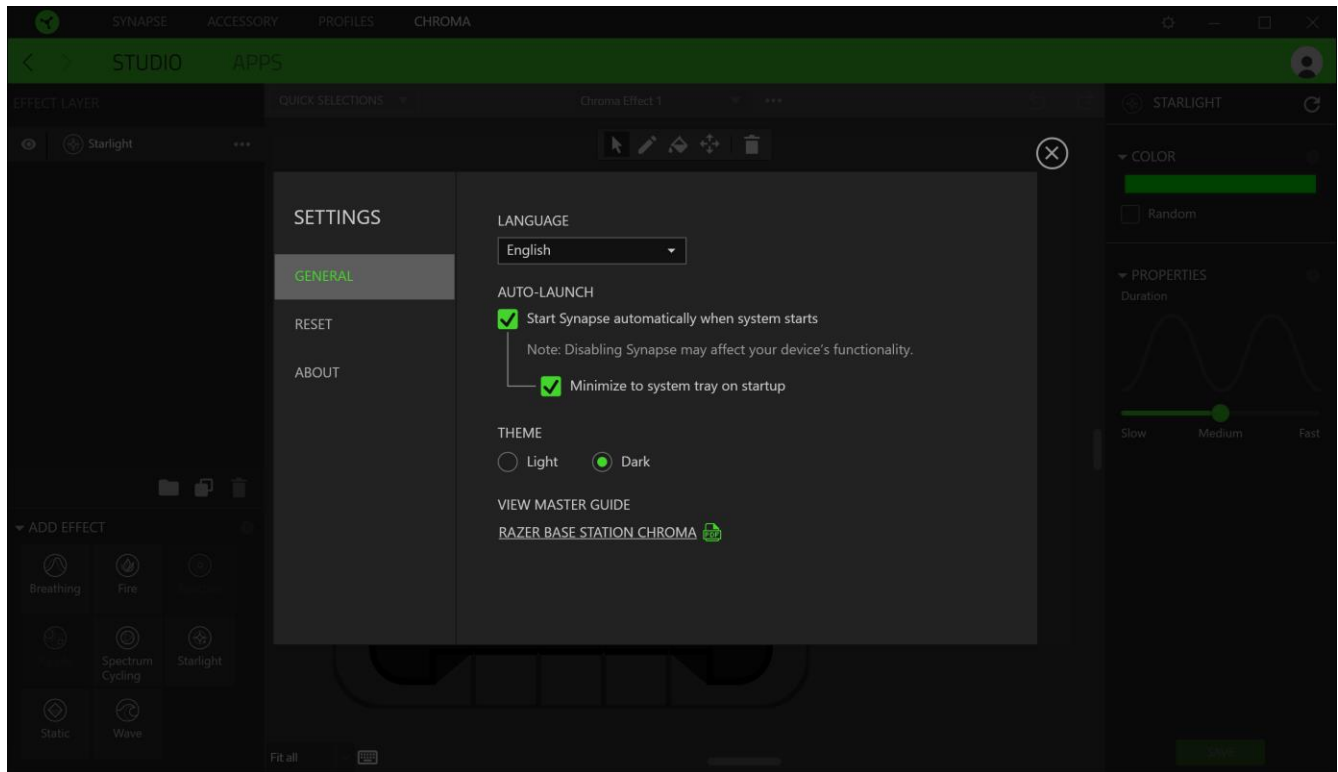 SYNAPSE ACCESSORY PROFILES CHROMA
STUDIO APPS
EFFECT LAYER
Starlight
QUICK SELECTIONS
Chroma Effect 1
STARLIGHT
COLOR
Random
PROPERTIES
Duration
Slow Medium Fast
SETTINGS
GENERAL
RESET
ABOUT
LANGUAGE
English
AUTO-LAUNCH
Start Synapse automatically when system starts
Note: Disabling Synapse may affect your device's functionality.
Minimize to system tray on startup
THEME
Light Dark
VIEW MASTER GUIDE
RAZER BASE STATION CHROMA
PDF
ADD EFFECT
Breathing Fire
Spectrum Cycling
Starlight
Static Wave
Fit all
SAVE